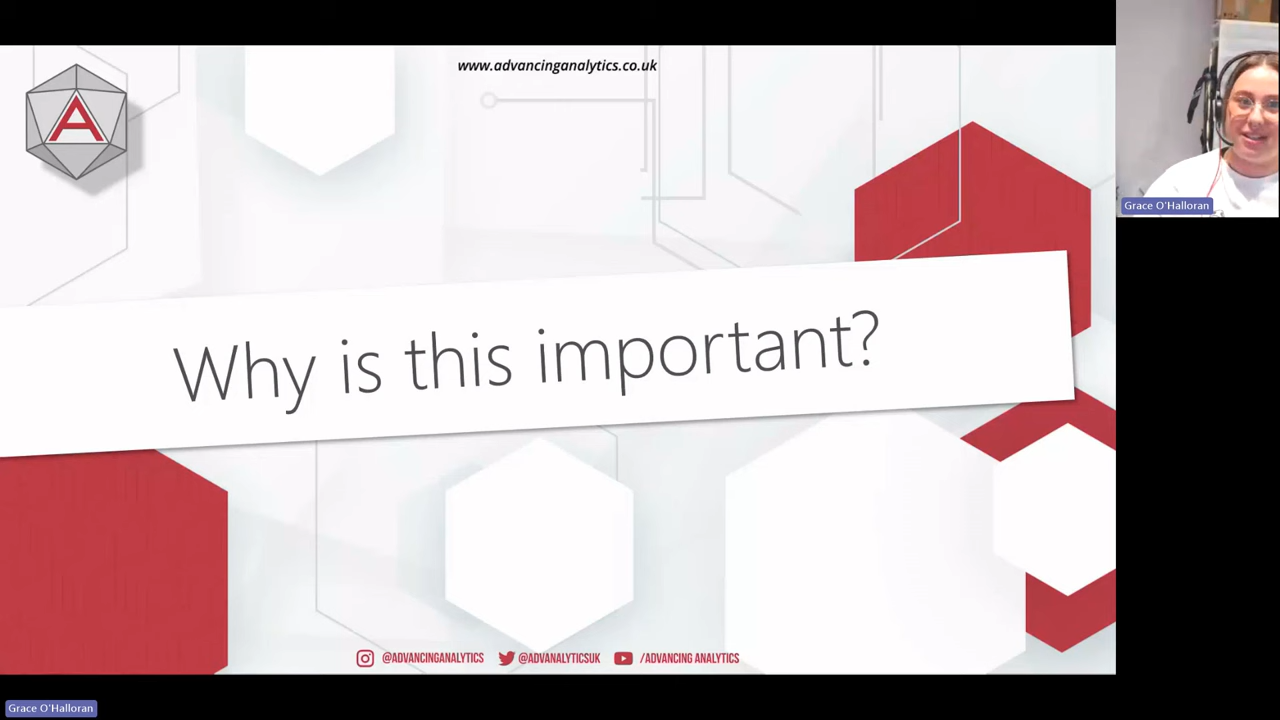 www.advancinganalytics.co.uk
A
Grace O'Halloran
Why is this important?
@ADVANCINGANALYTICS @ADVANALYTICSUK /ADVANCING ANALYTICS
Grace O'Halloran